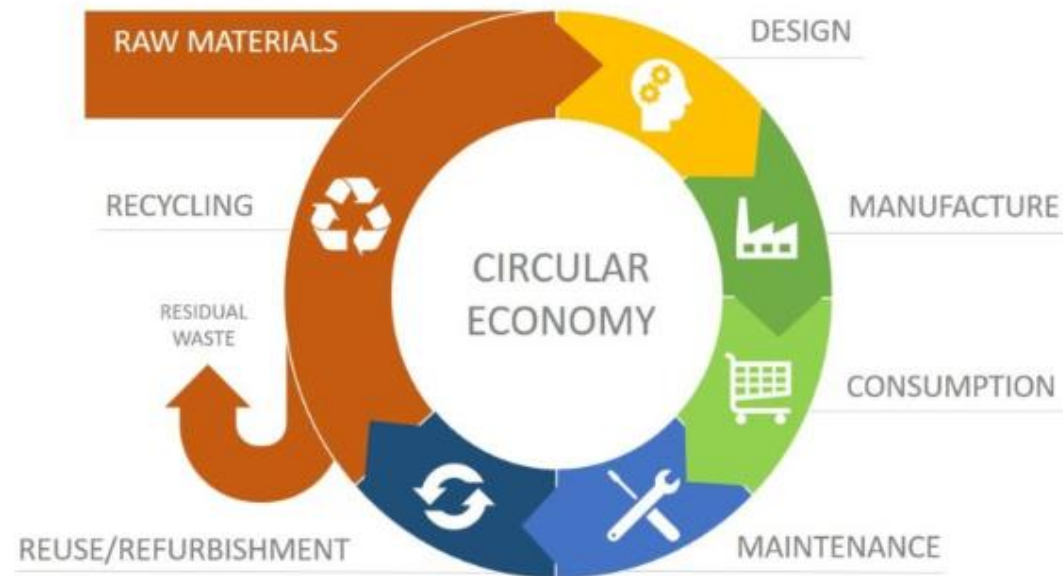 RAW MATERIALS
DESIGN
RECYCLING
MANUFACTURE
CIRCULAR
ECONOMY
RESIDUAL
WASTE
CONSUMPTION
REUSE/REFURBISHMENT
MAINTENANCE